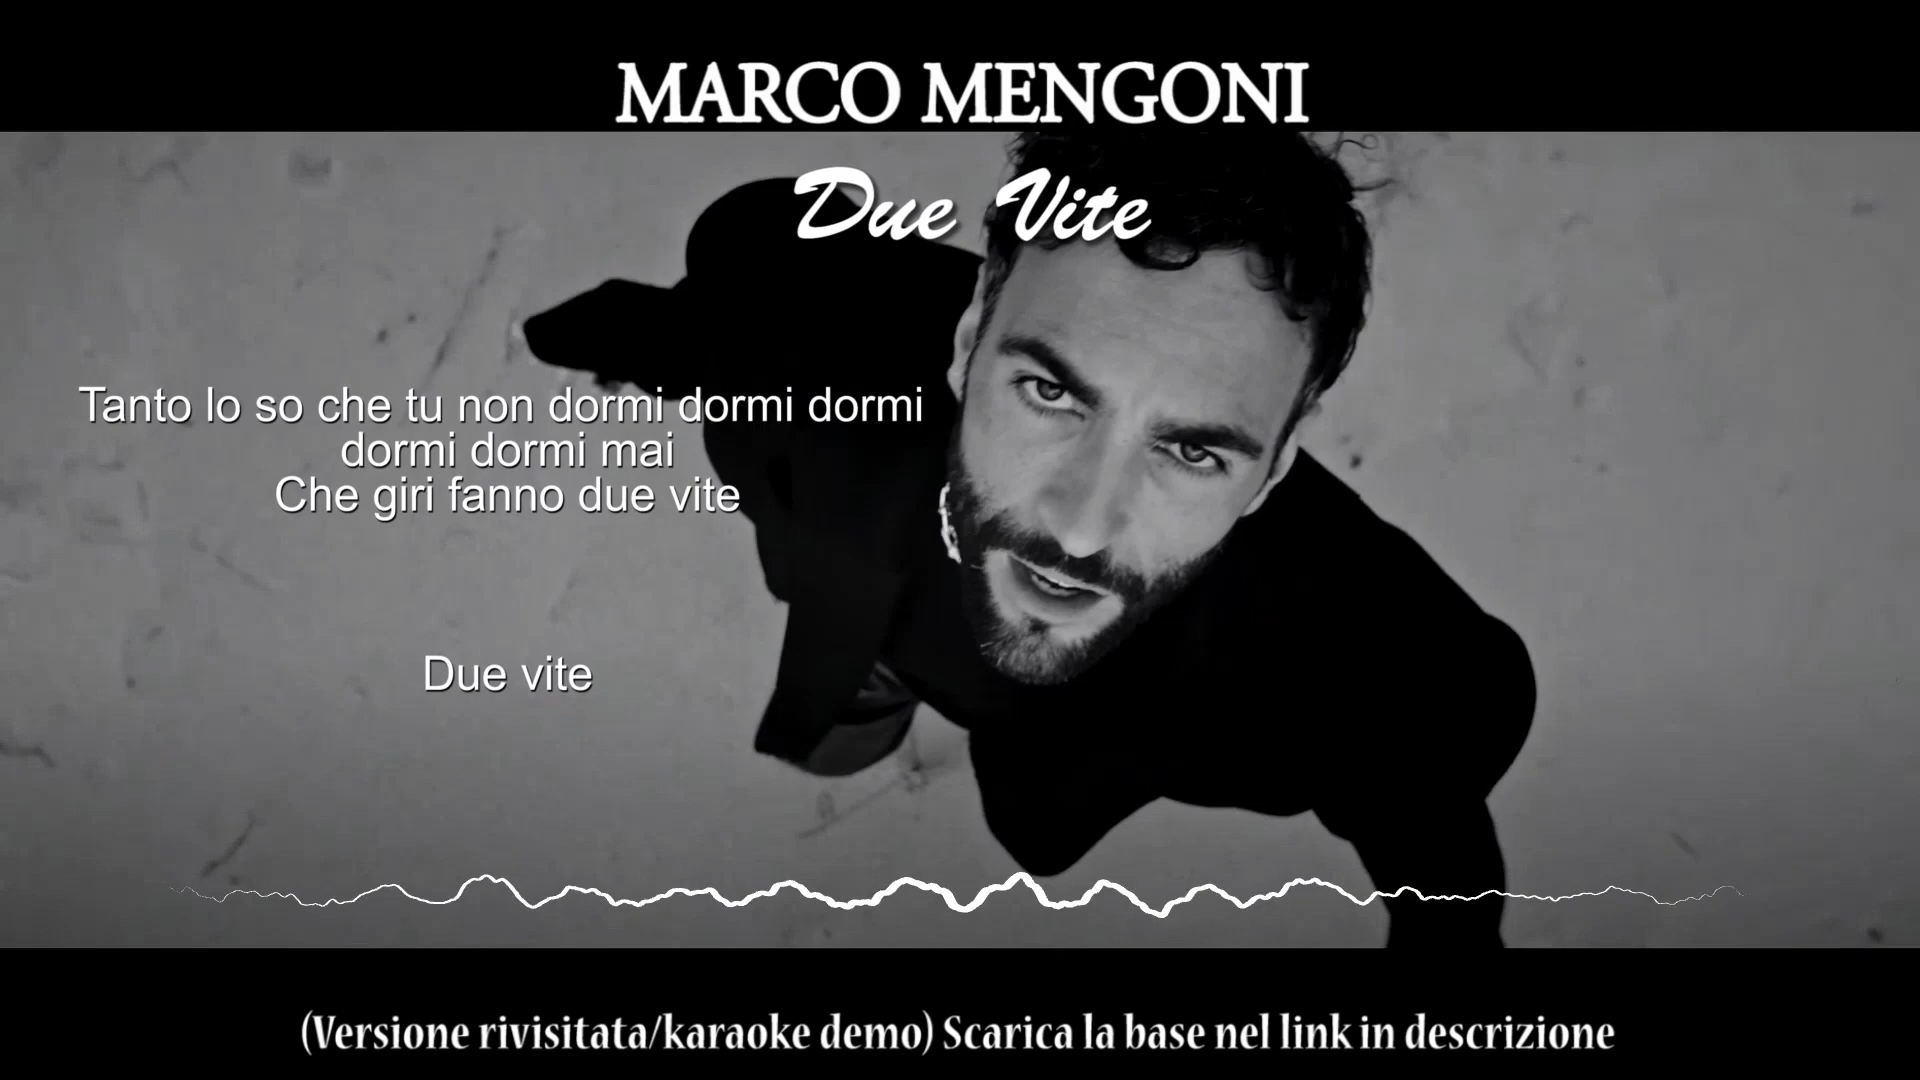 MARCO MENGONI
Due Vite
Tanto lo so che tu non dormi dormi dormi
dormi dormi mai
Che giri fanno due vite
Due vite
(Versione rivisitata/karaoke demo) Scarica la base nel link in descrizione